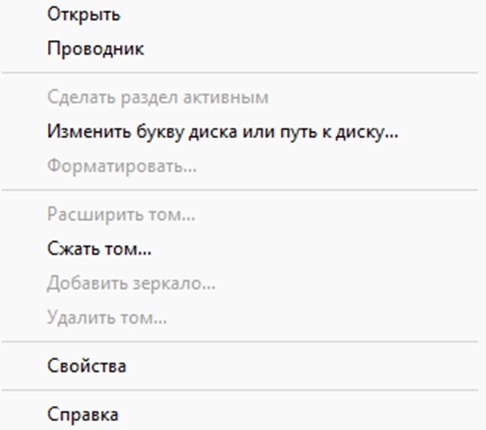 Открыть
Проводник
Сделать раздел активным
Изменить букву диска или путь к диску...
Форматировать...
Расширить том...
Сжать том...
Добавить зеркало...
Удалить том...
Свойства
Справка